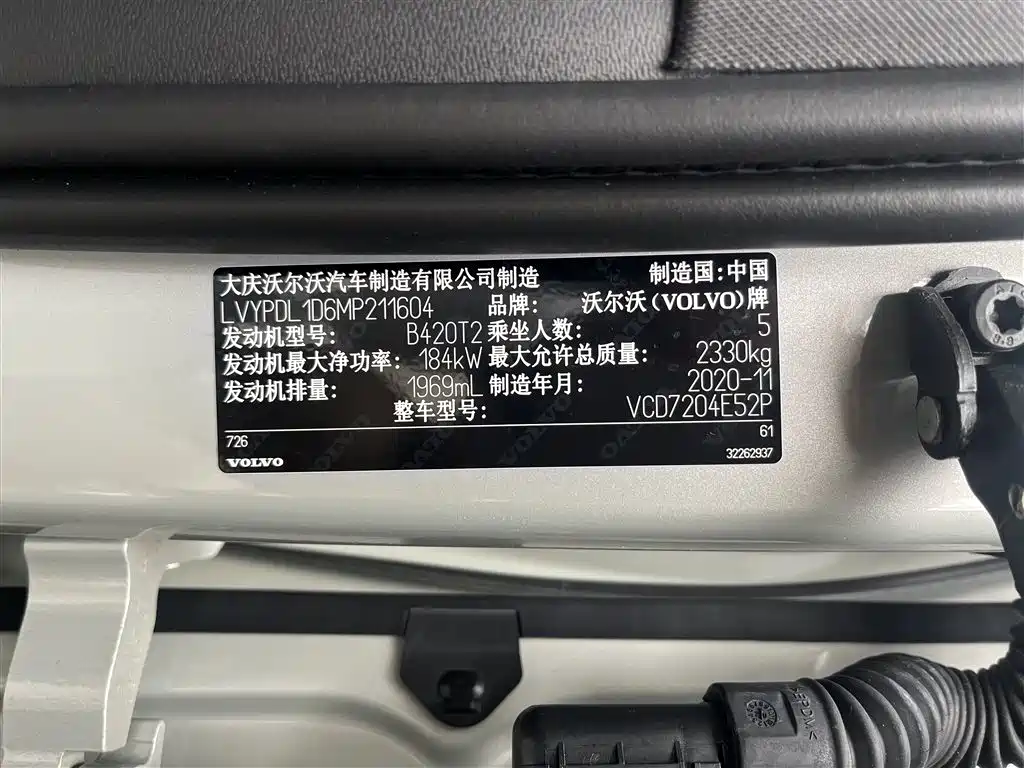 大庆沃尔沃汽车制造有限公司制造 制造国:中国
LVYPDL1D6MP211604 品牌: 沃尔沃(VOLVO)牌
发动机型号: B420T2 乘坐人数: 5
发动机最大净功率: 184kW 最大允许总质量: 2330kg
发动机排量: 1969mL 制造年月: 2020-11
整车型号: VCD7204E52P
726 61
VOLVO 32262937
>EPDM<